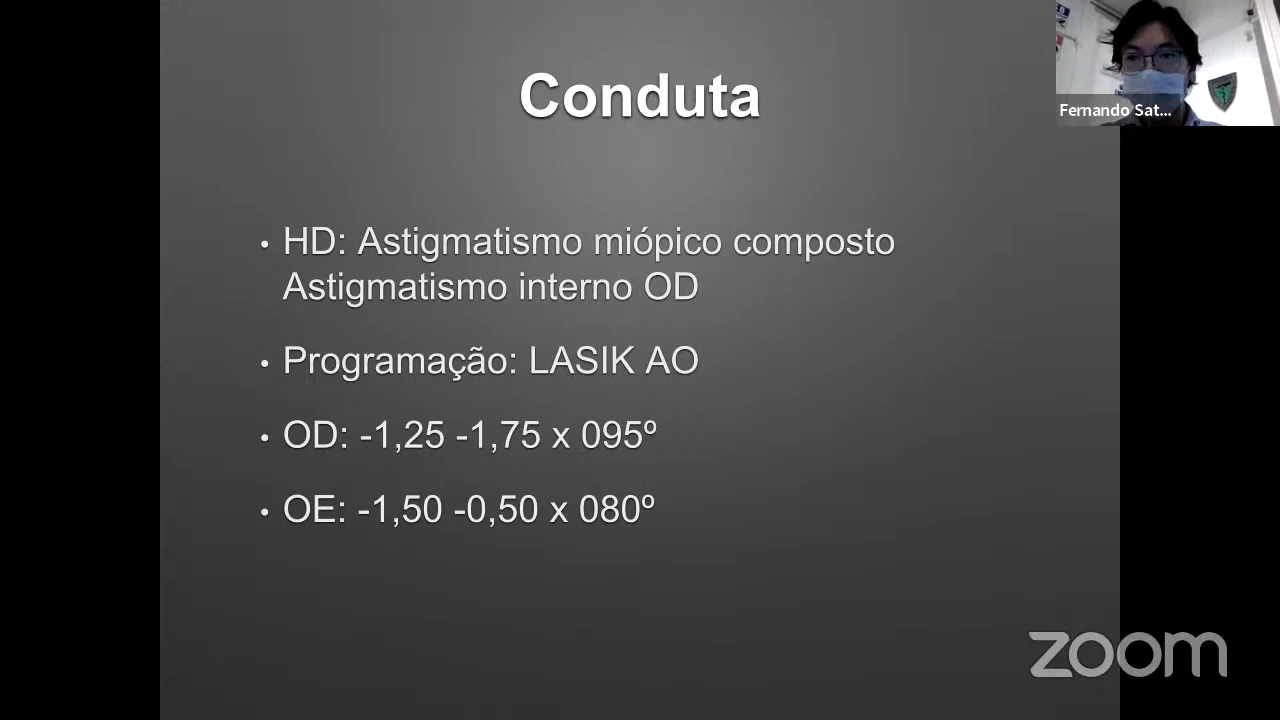 Conduta
Fernando Sat...
• HD: Astigmatismo miópico composto
Astigmatismo interno OD
• Programação: LASIK AO
• OD: -1,25 -1,75 x 095º
• OE: -1,50 -0,50 x 080º
zoom